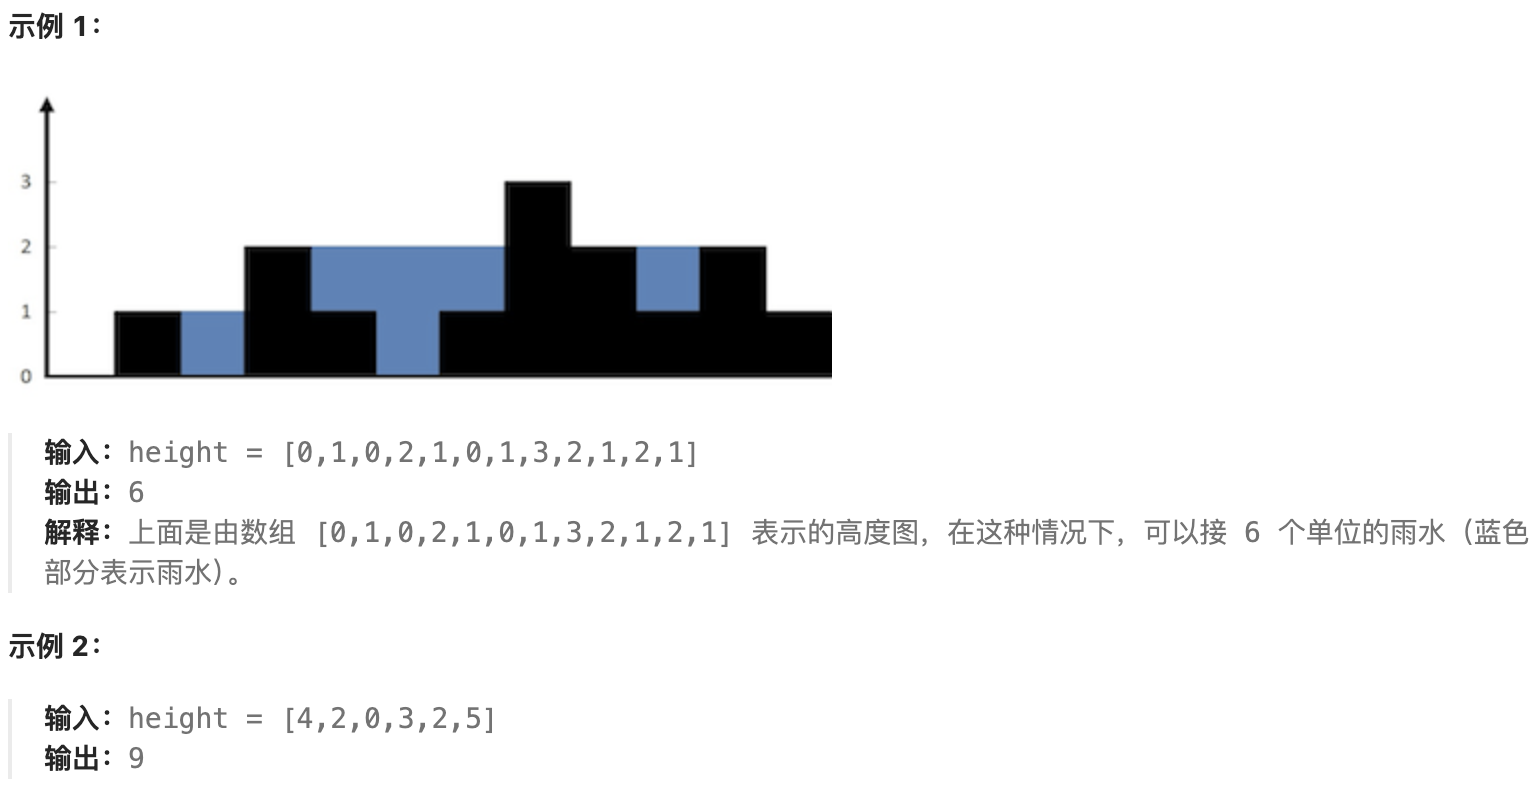 示例 1：
3
2
1
0
输入：height = [0,1,0,2,1,0,1,3,2,1,2,1]
输出：6
解释：上面是由数组 [0,1,0,2,1,0,1,3,2,1,2,1] 表示的高度图，在这种情况下，可以接 6 个单位的雨水（蓝色
部分表示雨水）。
示例 2：
输入：height = [4,2,0,3,2,5]
输出：9